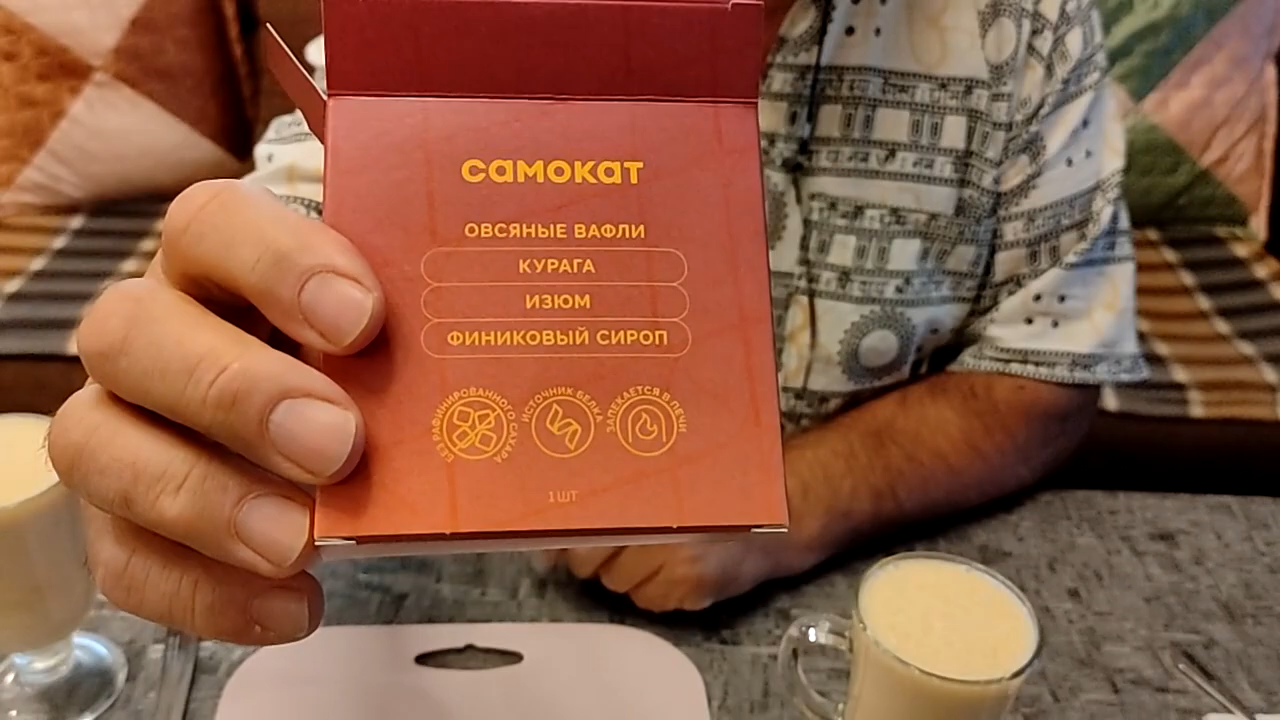 самокат
ОВСЯНЫЕ ВАФЛИ
КУРАГА
ИЗЮМ
ФИНИКОВЫЙ СИРОП
БЕЗ РАФИНИРОВАННОГО САХАРА
ИСТОЧНИК БЕЛКА
ЗАПЕКАЕТСЯ В ПЕЧИ
1 ШТ